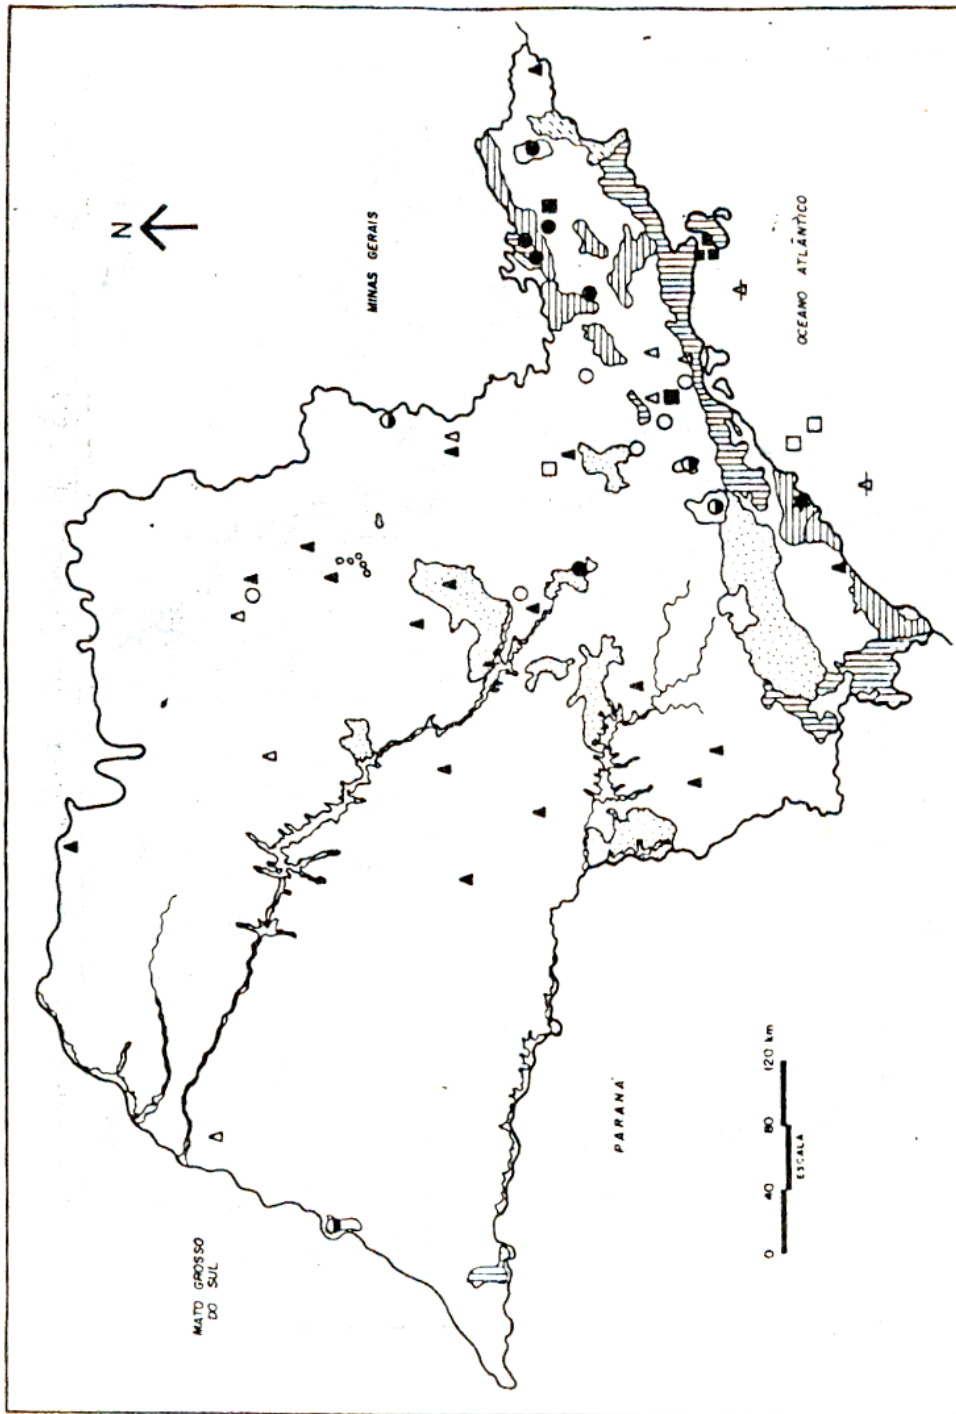 N
MINAS GERAIS
OCEANO ATLÂNTICO
MATO GROSSO
DO SUL
PARANÁ
0 40 80 120 km
ESCALA